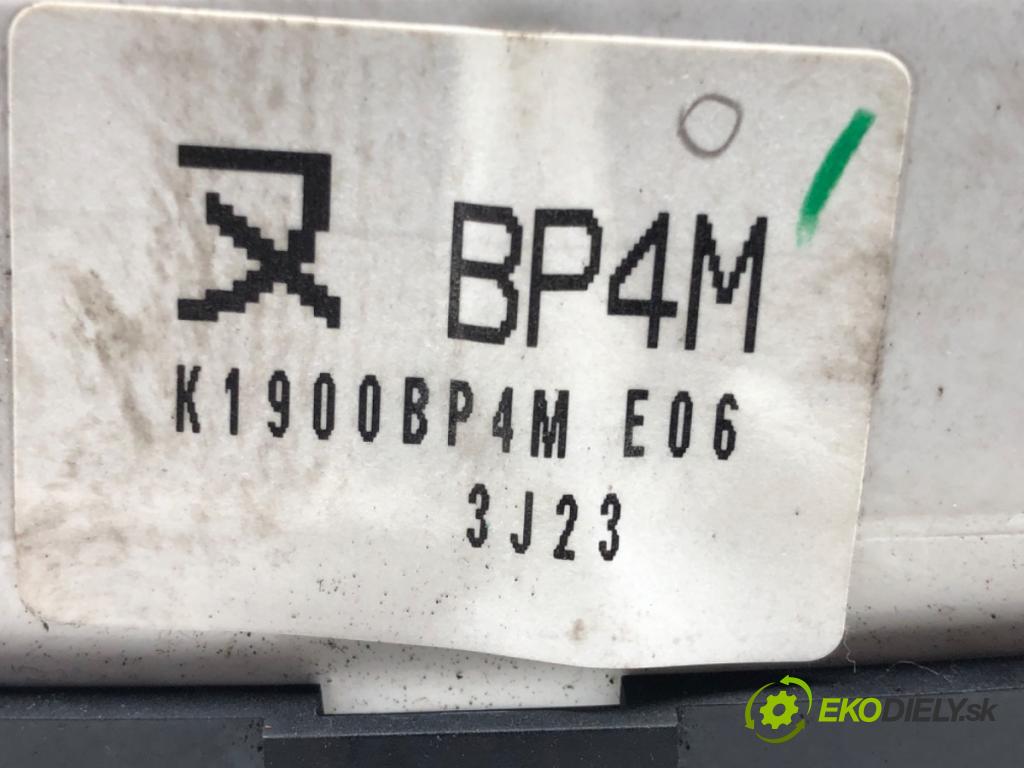 BP4M
K1900BP4M E06
3J23
EKODIELY.sk